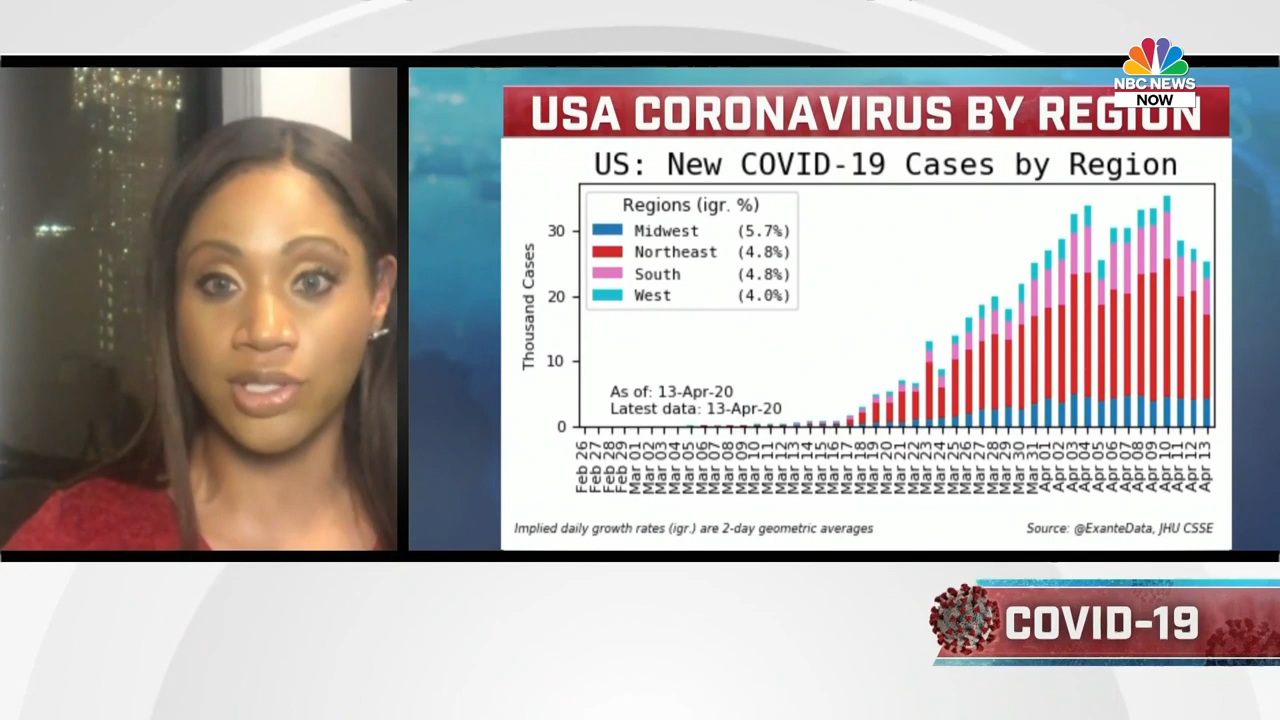 NBC NEWS
NOW
USA CORONAVIRUS BY REGION
US: New COVID-19 Cases by Region
Regions (igr. %)
Midwest (5.7%)
Northeast (4.8%)
South (4.8%)
West (4.0%)
Thousand Cases
30
20
10
0
As of: 13-Apr-20
Latest data: 13-Apr-20
Feb 26
Feb 27
Feb 28
Feb 29
Mar 01
Mar 02
Mar 03
Mar 04
Mar 05
Mar 06
Mar 07
Mar 08
Mar 09
Mar 10
Mar 11
Mar 12
Mar 13
Mar 14
Mar 15
Mar 16
Mar 17
Mar 18
Mar 19
Mar 20
Mar 21
Mar 22
Mar 23
Mar 24
Mar 25
Mar 26
Mar 27
Mar 28
Mar 29
Mar 30
Mar 31
Apr 01
Apr 02
Apr 03
Apr 04
Apr 05
Apr 06
Apr 07
Apr 08
Apr 09
Apr 10
Apr 11
Apr 12
Apr 13
Implied daily growth rates (igr.) are 2-day geometric averages
Source: @ExanteData, JHU CSSE
COVID-19